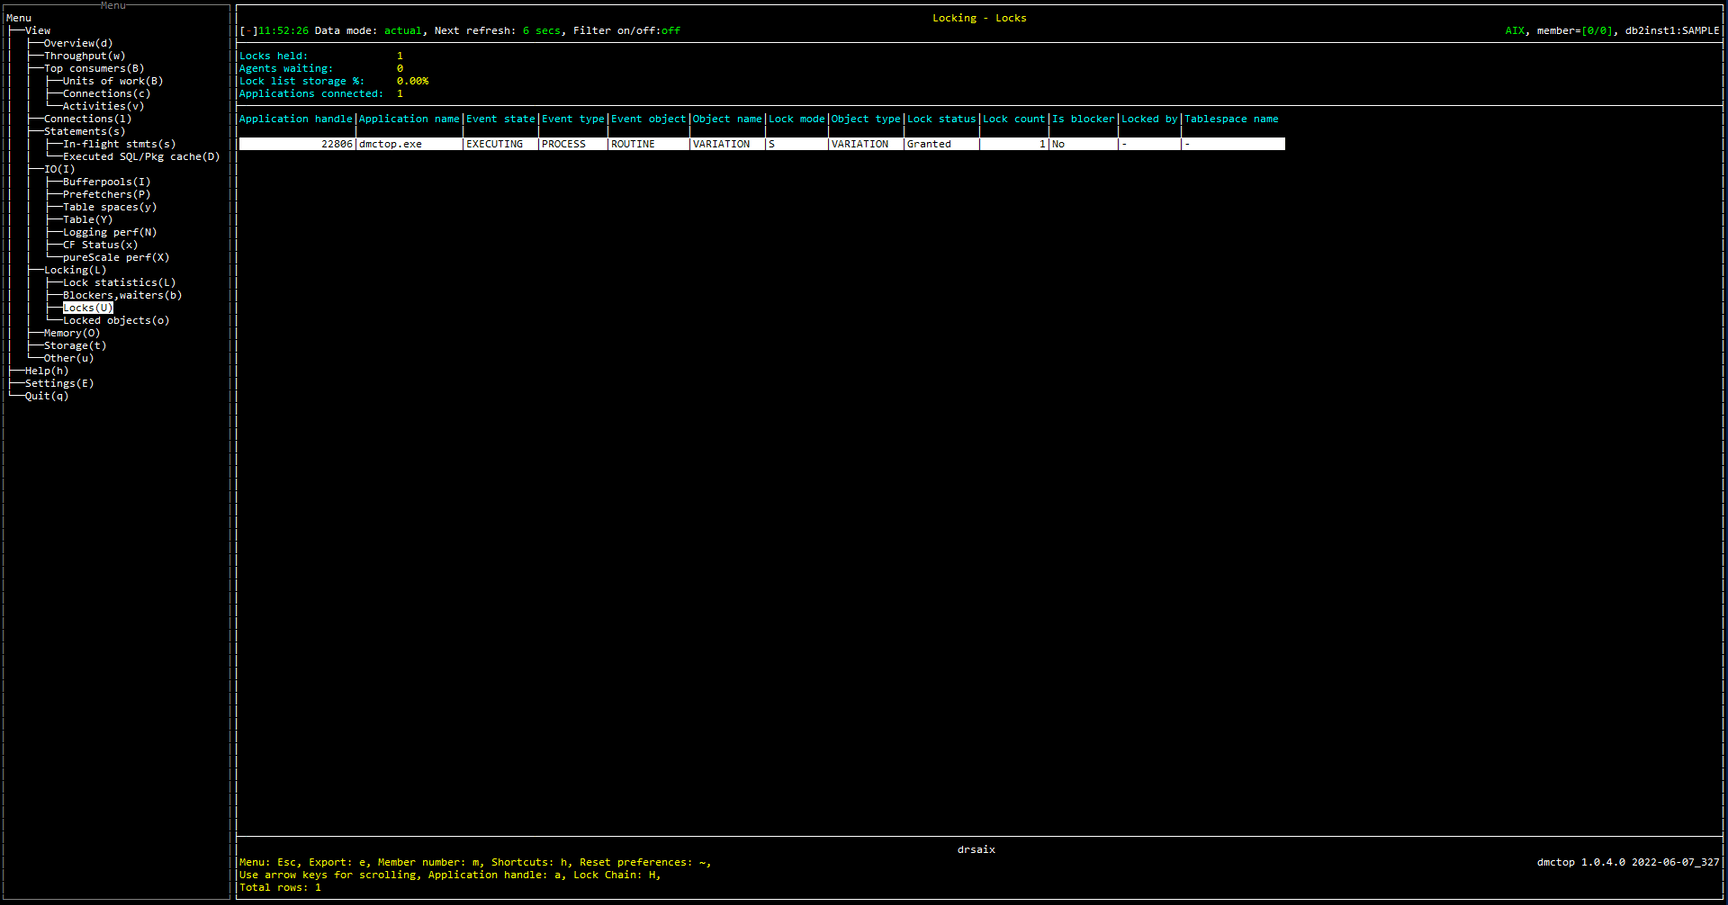 Menu
Menu
View
Overview(d)
Throughput(w)
Top consumers(B)
Units of work(B)
Connections(c)
Activities(v)
Connections(l)
Statements(s)
In-flight stmts(s)
Executed SQL/Pkg cache(D)
IO(I)
Bufferpools(I)
Prefetchers(P)
Table spaces(y)
Table(Y)
Logging perf(N)
CF Status(x)
pureScale perf(X)
Locking(L)
Lock statistics(L)
Blockers,waiters(b)
Locks(U)
Locked objects(o)
Memory(O)
Storage(t)
Other(u)
Help(h)
Settings(E)
Quit(q)
Locking - Locks
[-]11:52:26 Data mode: actual, Next refresh: 6 secs, Filter on/off:off AIX, member=[0/0], db2inst1:SAMPLE
Locks held: 1
Agents waiting: 0
Lock list storage %: 0.00%
Applications connected: 1
Application handle|Application name|Event state|Event type|Event object|Object name|Lock mode|Object type|Lock status|Lock count|Is blocker|Locked by|Tablespace name
22806|dmctop.exe |EXECUTING |PROCESS |ROUTINE |VARIATION |S |VARIATION |Granted | 1|No |- |-
drsaix
Menu: Esc, Export: e, Member number: m, Shortcuts: h, Reset preferences: ~, dmctop 1.0.4.0 2022-06-07_327
Use arrow keys for scrolling, Application handle: a, Lock Chain: H,
Total rows: 1